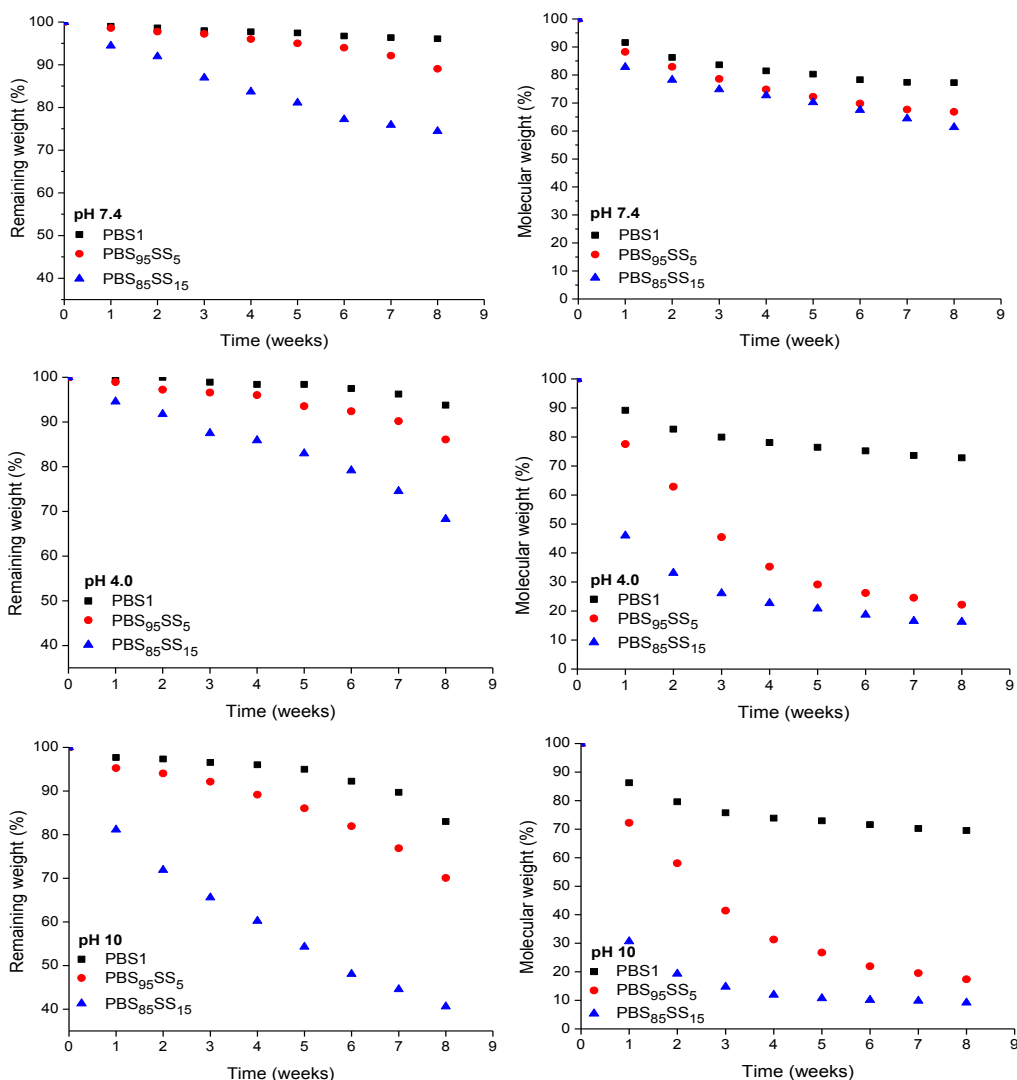 Remaining weight (%)
100
90
80
70
60
50
40
pH 7.4
PBS1
PBS95SS5
PBS85SS15
0 1 2 3 4 5 6 7 8 9
Time (weeks)
Molecular weight (%)
100
90
80
70
60
50
40
30
20
10
0
pH 7.4
PBS1
PBS95SS5
PBS85SS15
0 1 2 3 4 5 6 7 8 9
Time (weeks)
Remaining weight (%)
100
90
80
70
60
50
40
pH 4.0
PBS1
PBS95SS5
PBS85SS15
0 1 2 3 4 5 6 7 8 9
Time (weeks)
Molecular weight (%)
100
90
80
70
60
50
40
30
20
10
0
pH 4.0
PBS1
PBS95SS5
PBS85SS15
0 1 2 3 4 5 6 7 8 9
Time (weeks)
Remaining weight (%)
100
90
80
70
60
50
40
pH 10
PBS1
PBS95SS5
PBS85SS15
0 1 2 3 4 5 6 7 8 9
Time (weeks)
Molecular weight (%)
100
90
80
70
60
50
40
30
20
10
0
pH 10
PBS1
PBS95SS5
PBS85SS15
0 1 2 3 4 5 6 7 8 9
Time (weeks)